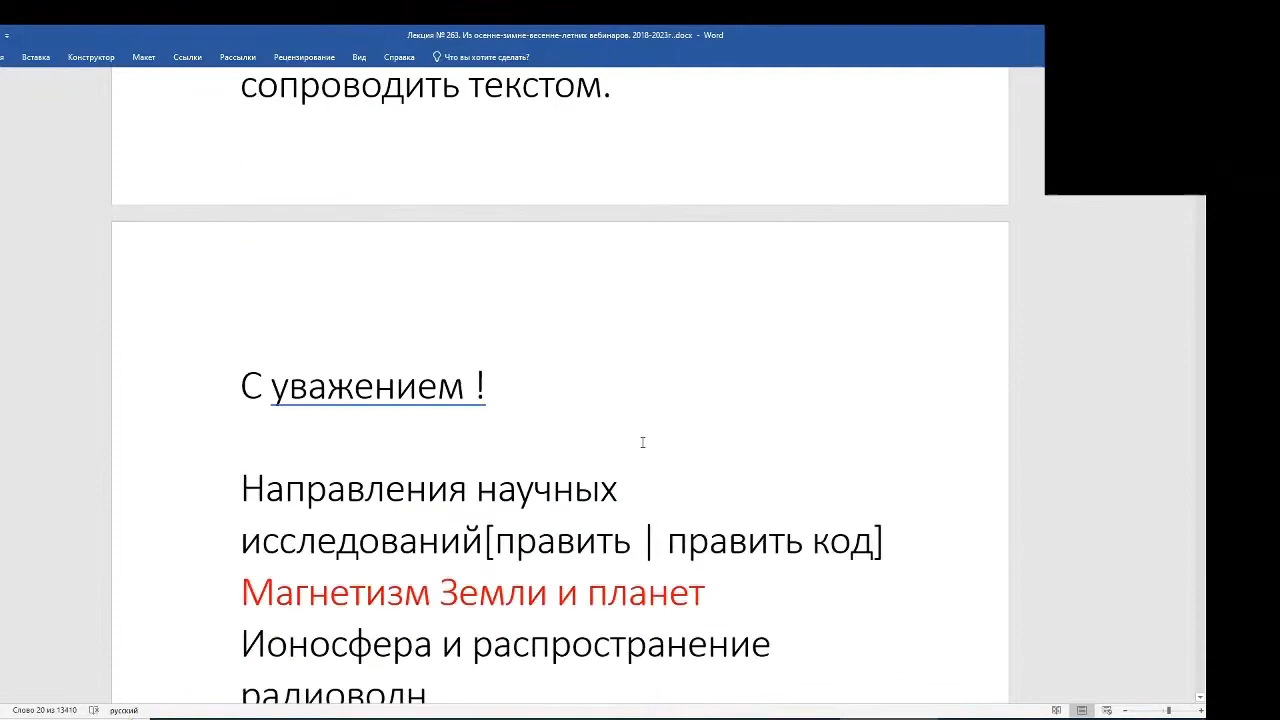 Лекция № 263. Из осенне-зимне-весенне-летних вебинаров. 2018-2023г..docx - Word
я Вставка Конструктор Макет Ссылки Рассылки Рецензирование Вид Справка Что вы хотите сделать?
сопроводить текстом.
С уважением !
Направления научных
исследований[править | править код]
Магнетизм Земли и планет
Ионосфера и распространение
радиоволн
Слово 20 из 13410 русский